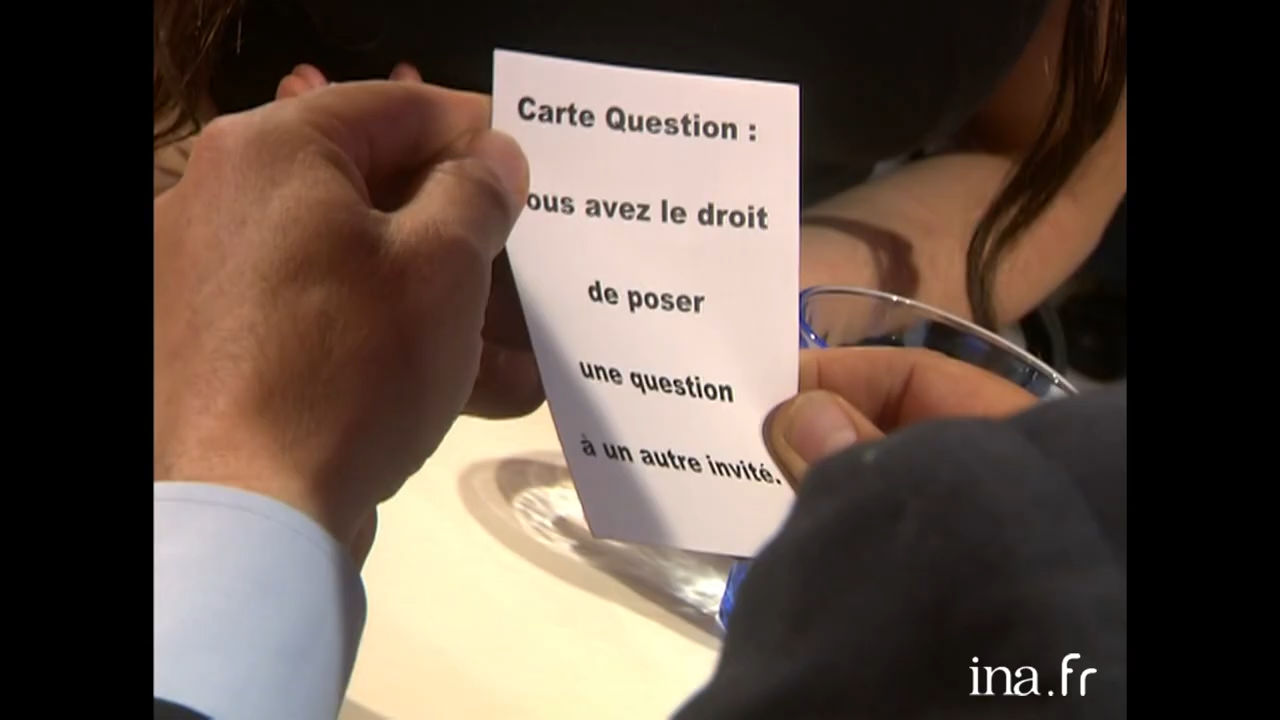 Carte Question :
ous avez le droit
de poser
une question
à un autre invité.
ina.fr